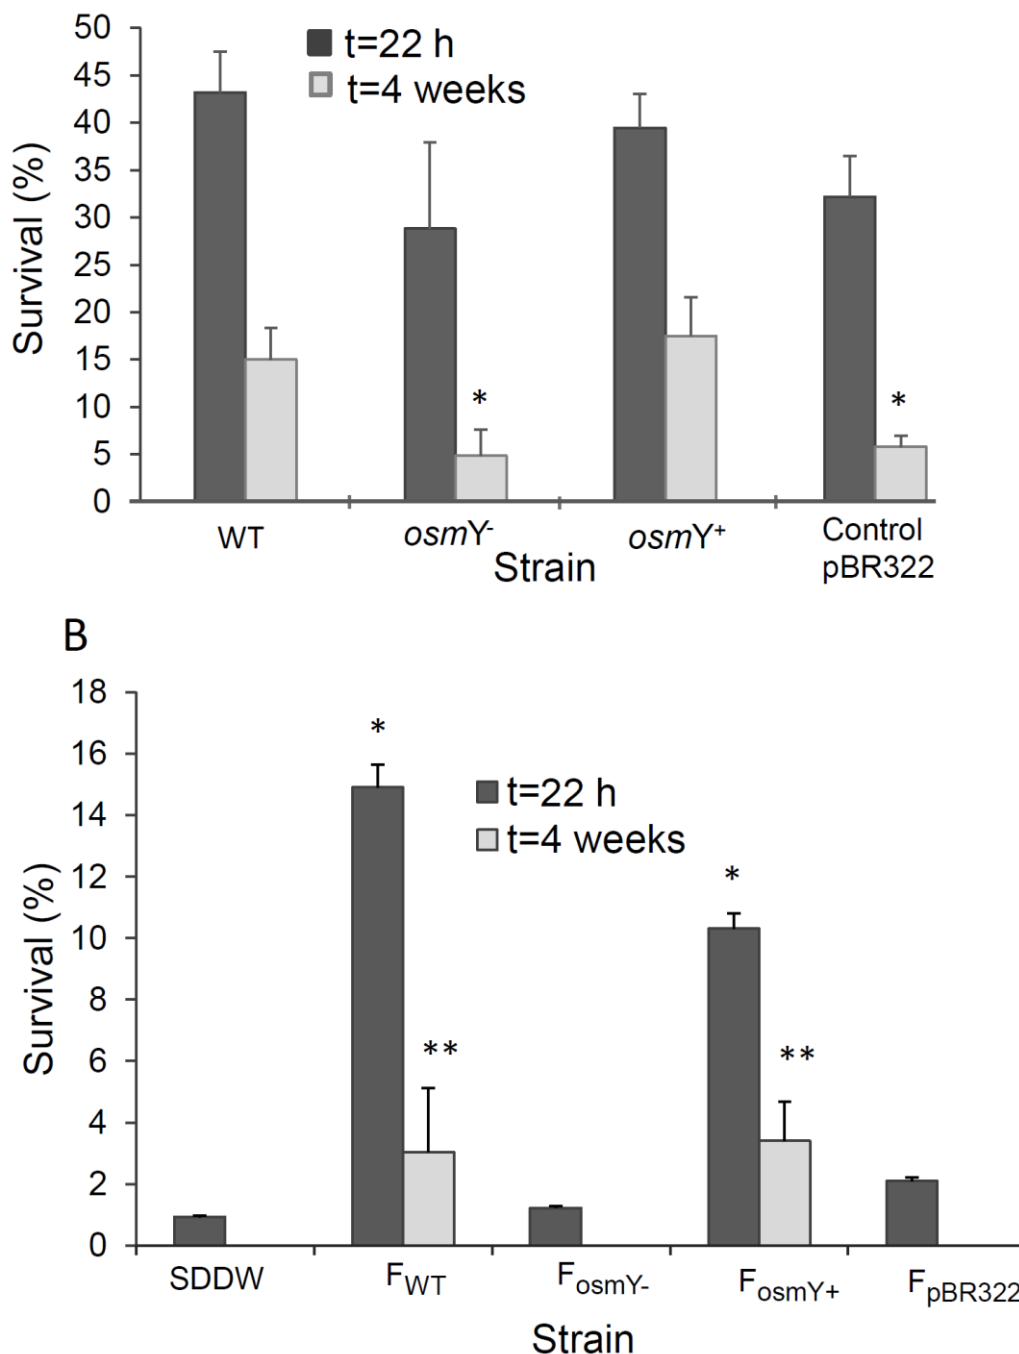 50
45
40
35
30
25
20
15
10
5
0
Survival (%)
t=22 h
t=4 weeks
*
*
WT
osmY-
osmY+
Control
pBR322
Strain
B
18
16
14
12
10
8
6
4
2
0
Survival (%)
t=22 h
t=4 weeks
*
**
*
**
SDDW
FWT
FosmY-
FosmY+
FpBR322
Strain